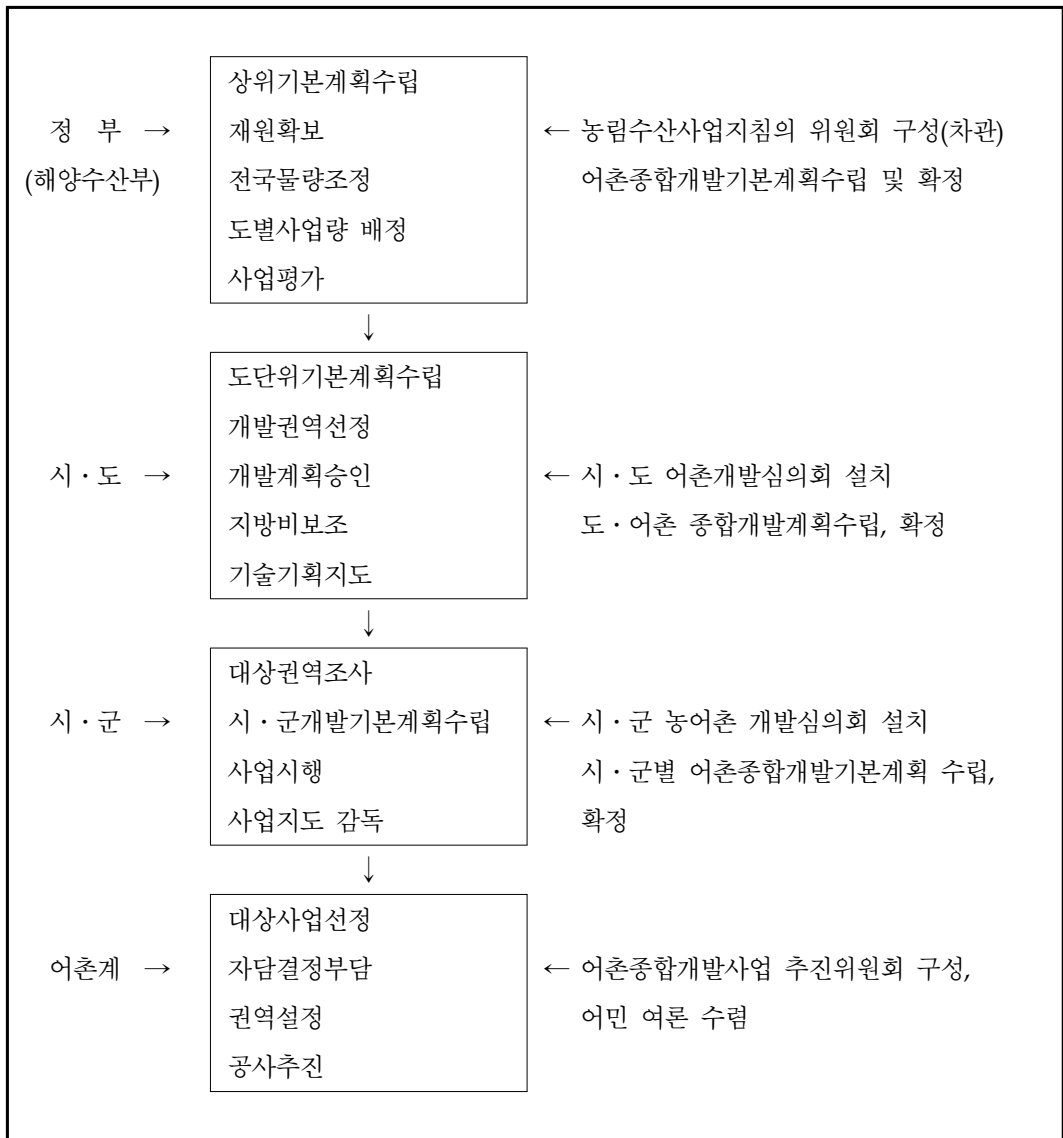 상위기본계획수립
정 부 → 재원확보 ← 농림수산사업지침의 위원회 구성(차관)
(해양수산부) 전국물량조정 어촌종합개발기본계획수립 및 확정
도별사업량 배정
사업평가
↓
도단위기본계획수립
개발권역선정
시·도 → 개발계획승인 ← 시·도 어촌개발심의회 설치
지방비보조 도·어촌 종합개발계획수립, 확정
기술기획지도
↓
대상권역조사
시·군 → 시·군개발기본계획수립 ← 시·군 농어촌 개발심의회 설치
사업시행 시·군별 어촌종합개발기본계획 수립,
사업지도 감독 확정
↓
대상사업선정
어촌계 → 자담결정부담 ← 어촌종합개발사업 추진위원회 구성,
권역설정 어민 여론 수렴
공사추진